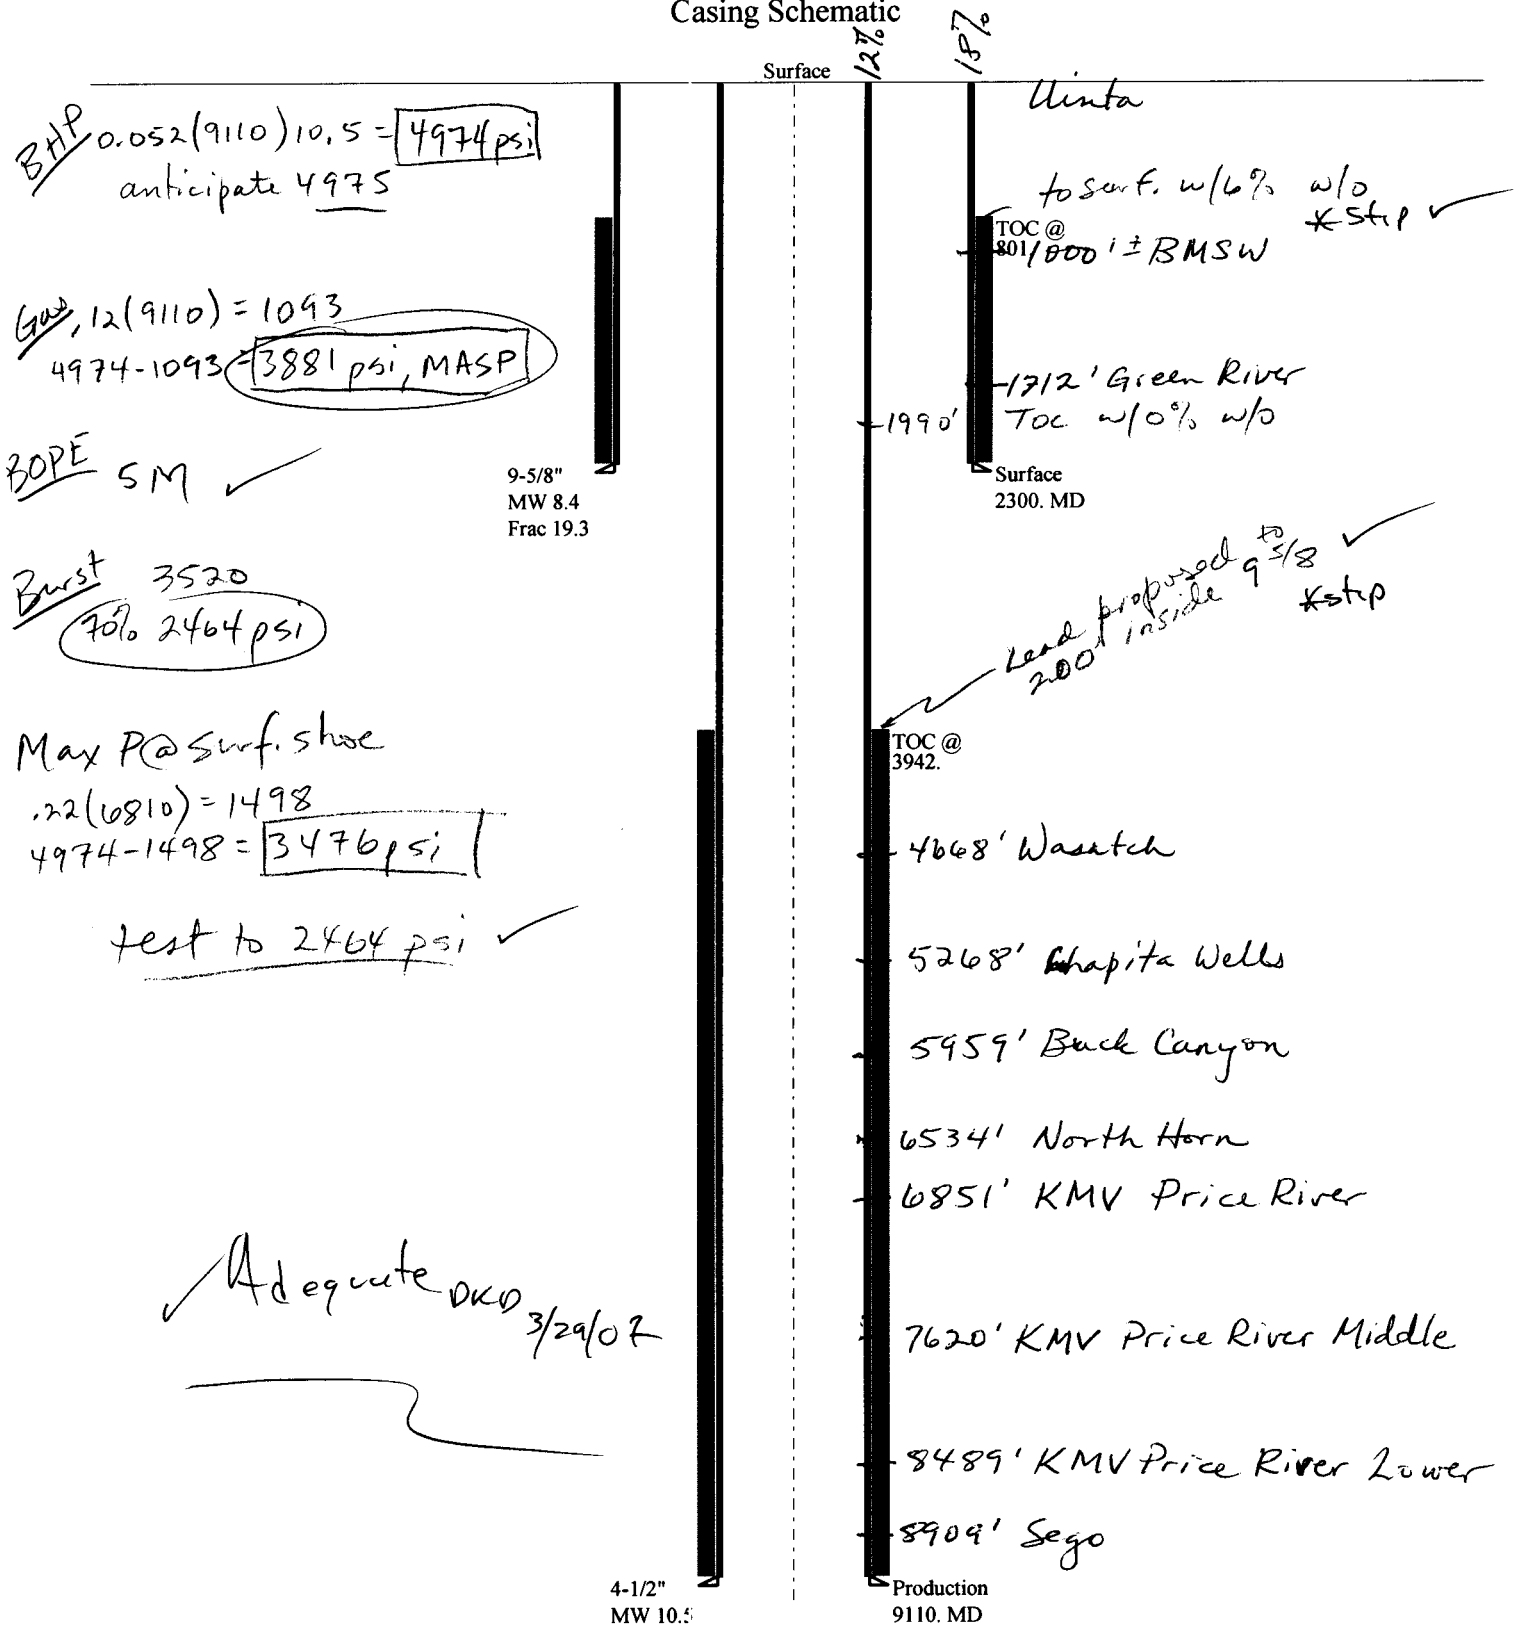 Casing Schematic
12%
18%
Surface
Uinta
BHP 0.052(9110)10.5 = 4974 psi
anticipate 4975
to surf. w/6% w/o
*Stip ✓
TOC @
801.
1000' ± BMSW
Gas .12(9110) = 1093
4974-1093 = 3881 psi, MASP
1712' Green River
1990' TOC w/0% w/o
BOPE 5M ✓
9-5/8"
MW 8.4
Frac 19.3
Surface
2300. MD
Burst 3520
70% 2464 psi
Lead proposed to
200' inside 9 5/8 ✓
*stip
Max P@ surf. shoe
.22(6810) = 1498
4974-1498 = 3476 psi
test to 2464 psi ✓
TOC @
3942.
4668' Wasatch
5268' Chapita Wells
5959' Buck Canyon
6534' North Horn
6851' KMV Price River
✓ Adequate DKD 3/29/07
7620' KMV Price River Middle
8489' KMV Price River Lower
8909' Sego
4-1/2"
MW 10.5
Production
9110. MD